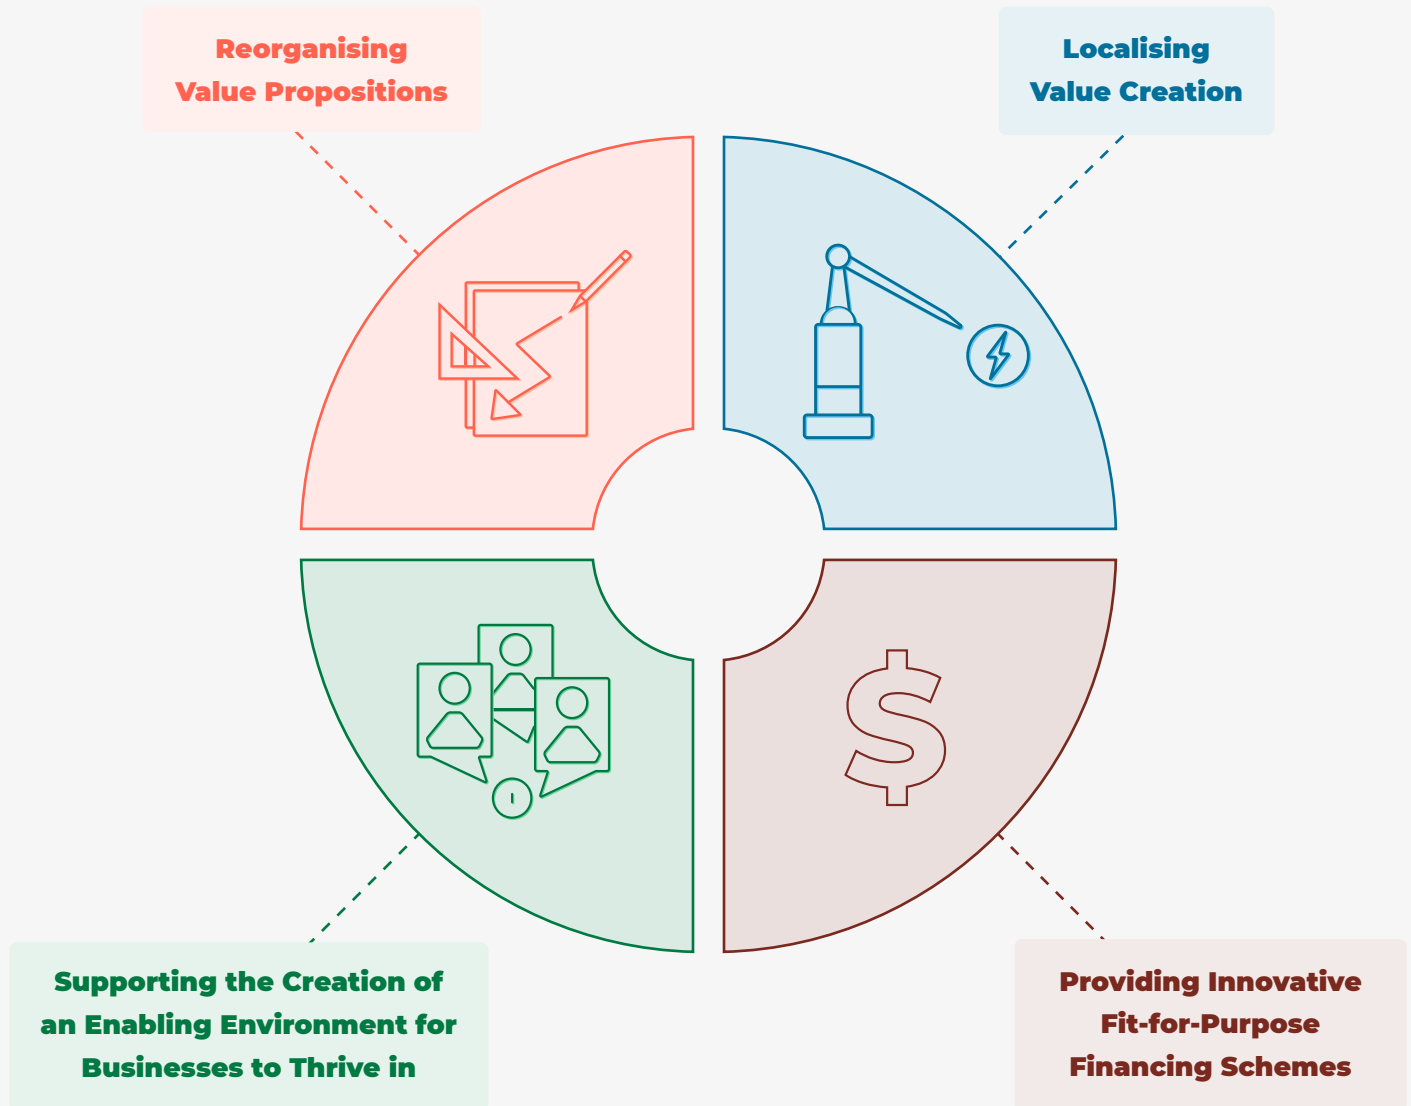 Reorganising
Value Propositions
Localising
Value Creation
Supporting the Creation of
an Enabling Environment for
Businesses to Thrive in
Providing Innovative
Fit-for-Purpose
Financing Schemes